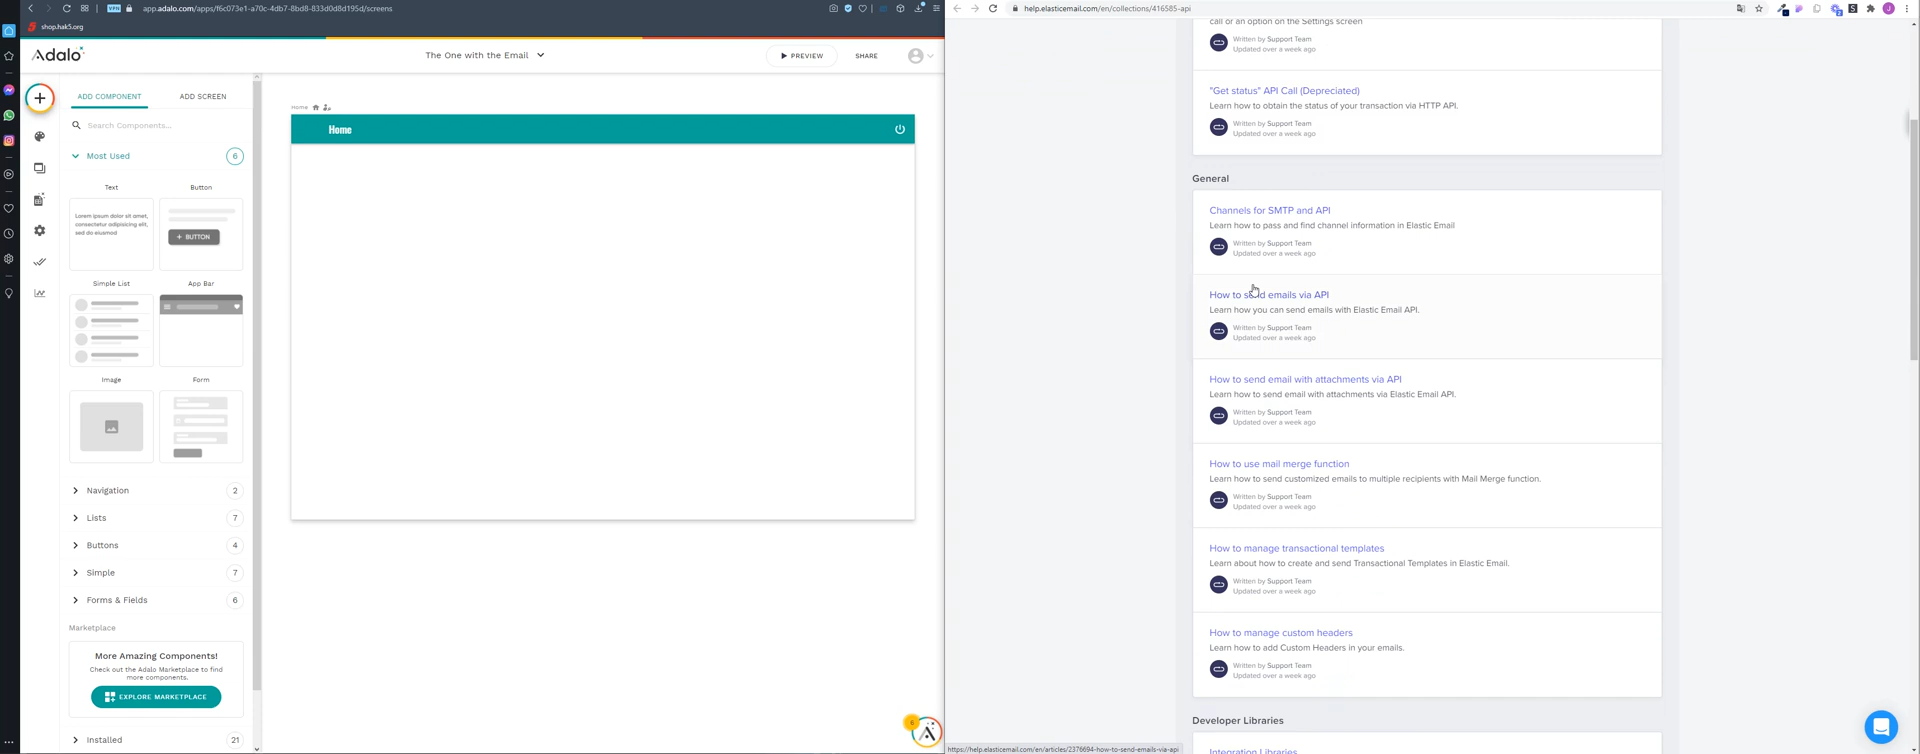 app.adalo.com/apps/f6c073e1-a70c-4db7-8bd8-833d0d8d195d/screens
VPN
shop.hak5.org
Adalo
The One with the Email
PREVIEW
SHARE
ADD COMPONENT
ADD SCREEN
Search Components...
Most Used
6
Text
Button
Lorem ipsum dolor sit amet,
consectetur adipisicing elit,
sed do eiusmod
+ BUTTON
Simple List
App Bar
Image
Form
Navigation
2
Lists
7
Buttons
4
Simple
7
Forms & Fields
6
Marketplace
More Amazing Components!
Check out the Adalo Marketplace to find
more components.
EXPLORE MARKETPLACE
Installed
21
Home
Home
6
help.elasticemail.com/en/collections/416585-api
call or an option on the Settings screen
Written by Support Team
Updated over a week ago
"Get status" API Call (Depreciated)
Learn how to obtain the status of your transaction via HTTP API.
Written by Support Team
Updated over a week ago
General
Channels for SMTP and API
Learn how to pass and find channel information in Elastic Email
Written by Support Team
Updated over a week ago
How to send emails via API
Learn how you can send emails with Elastic Email API.
Written by Support Team
Updated over a week ago
How to send email with attachments via API
Learn how to send email with attachments via Elastic Email API.
Written by Support Team
Updated over a week ago
How to use mail merge function
Learn how to send customized emails to multiple recipients with Mail Merge function.
Written by Support Team
Updated over a week ago
How to manage transactional templates
Learn about how to create and send Transactional Templates in Elastic Email.
Written by Support Team
Updated over a week ago
How to manage custom headers
Learn how to add Custom Headers in your emails.
Written by Support Team
Updated over a week ago
Developer Libraries
Integration Libraries
https://help.elasticemail.com/en/articles/2376694-how-to-send-emails-via-api